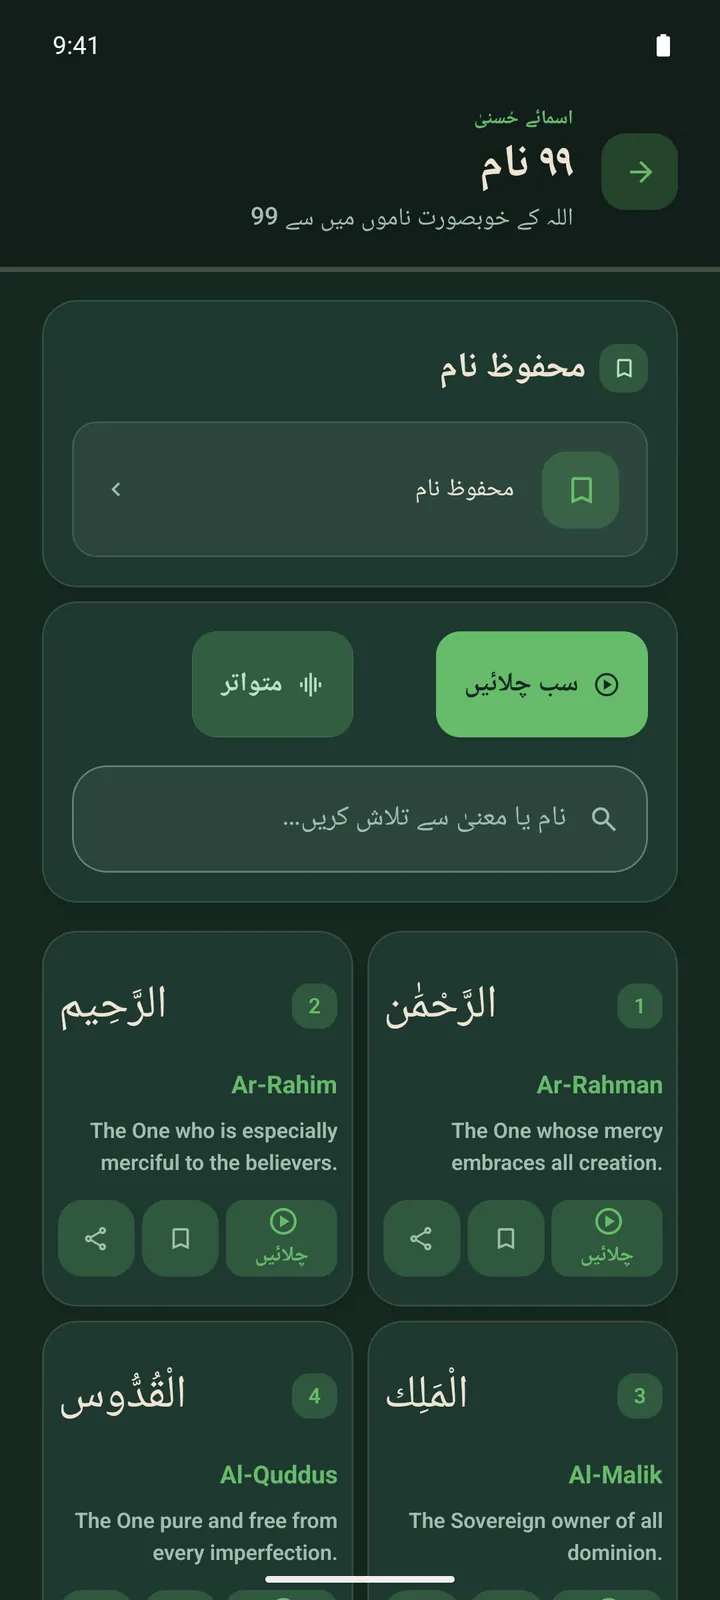 9:41
اسمائے حُسنیٰ
۹۹ نام
اللہ کے خوبصورت ناموں میں سے 99
محفوظ نام
محفوظ نام
سب چلائیں
متواتر
نام یا معنیٰ سے تلاش کریں...
1
الرَّحْمَٰن
Ar-Rahman
The One whose mercy
embraces all creation.
چلائیں
2
الرَّحِيم
Ar-Rahim
The One who is especially
merciful to the believers.
چلائیں
3
الْمَلِك
Al-Malik
The Sovereign owner of all
dominion.
4
الْقُدُّوس
Al-Quddus
The One pure and free from
every imperfection.